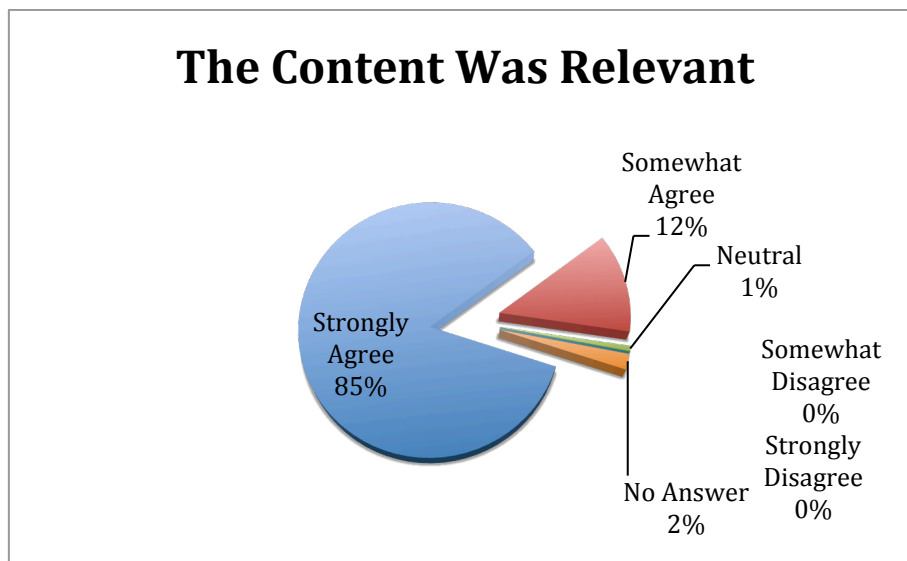 The Content Was Relevant
Somewhat
Agree
12%
Neutral
1%
Strongly
Agree
85%
Somewhat
Disagree
0%
Strongly
Disagree
0%
No Answer
2%